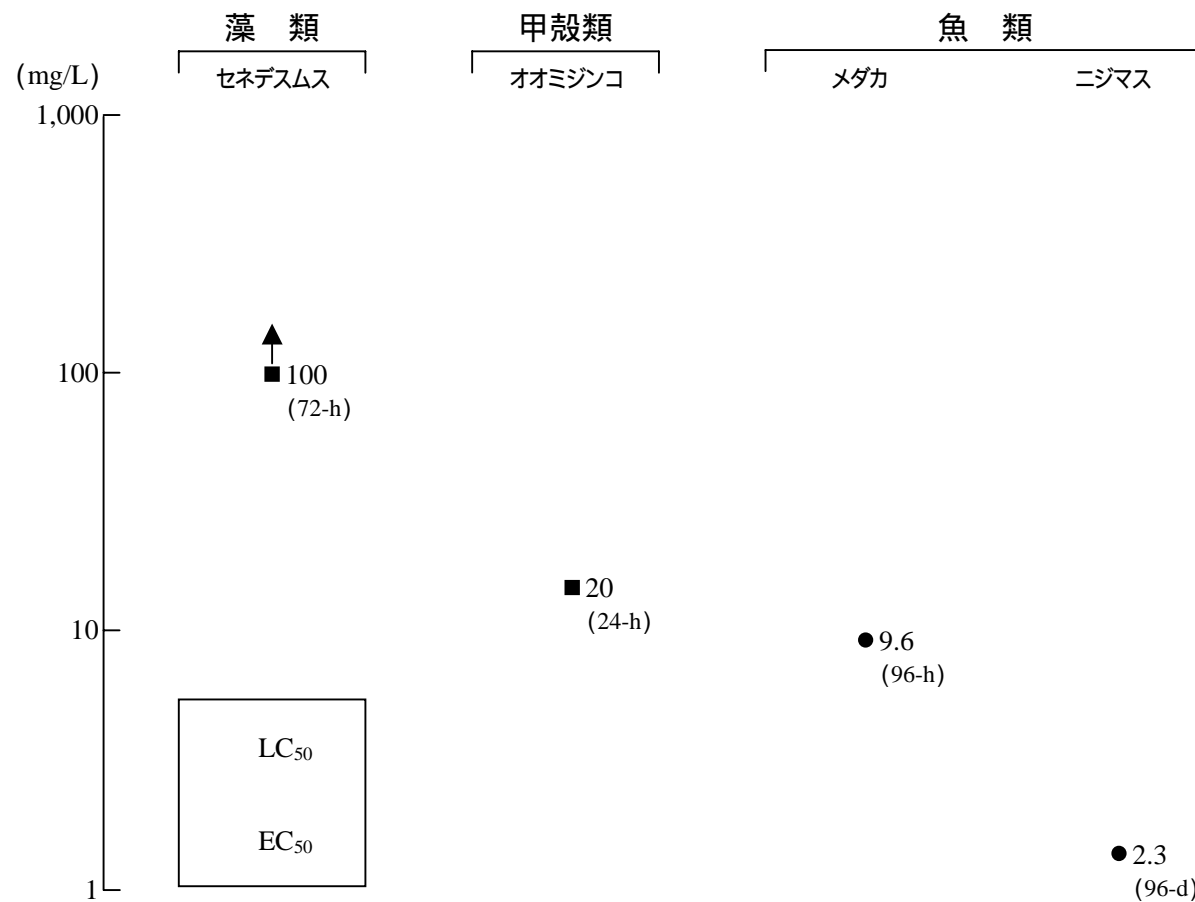 藻　類
甲殻類
魚　類
(mg/L)
セネデスムス
オオミジンコ
メダカ
ニジマス
1,000
100
100
(72-h)
20
(24-h)
10
9.6
(96-h)
LC₅₀
EC₅₀
2.3
(96-d)
1